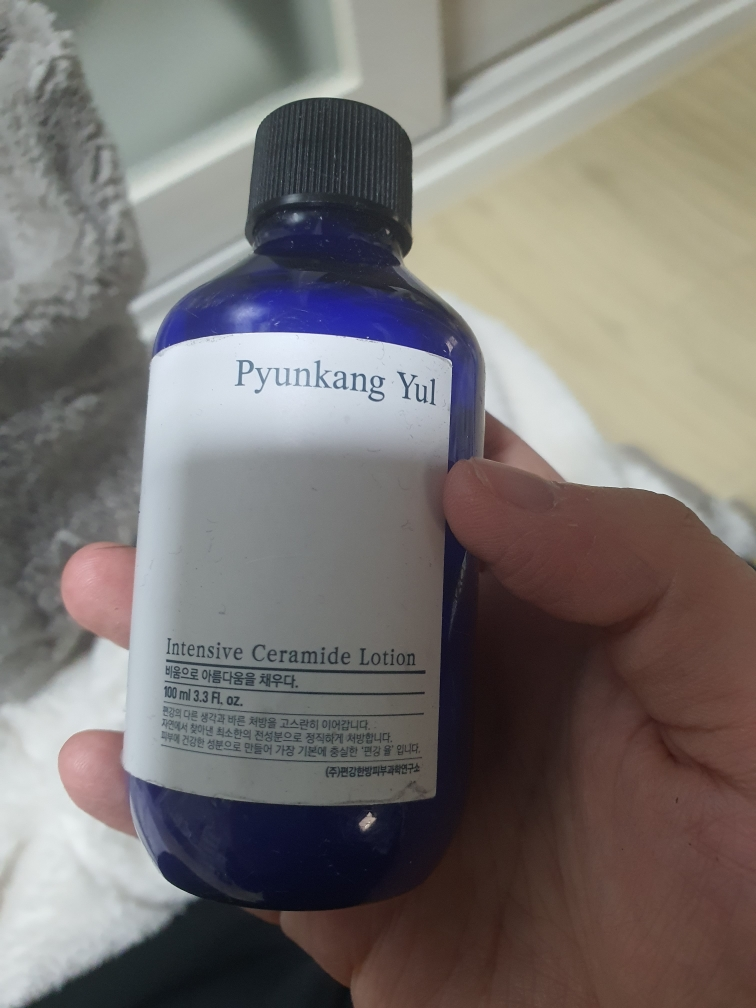 Pyunkang Yul
Intensive Ceramide Lotion
비움으로 아름다움을 채우다.
100 ml 3.3 Fl. oz.
편강의 다른 생각과 바른 처방을 고스란히 이어갑니다.
자연에서 찾아낸 최소한의 전성분으로 정직하게 처방합니다.
피부에 건강한 성분으로 만들어 가장 기본에 충실한 '편강 율' 입니다.
(주)편강한방피부과학연구소